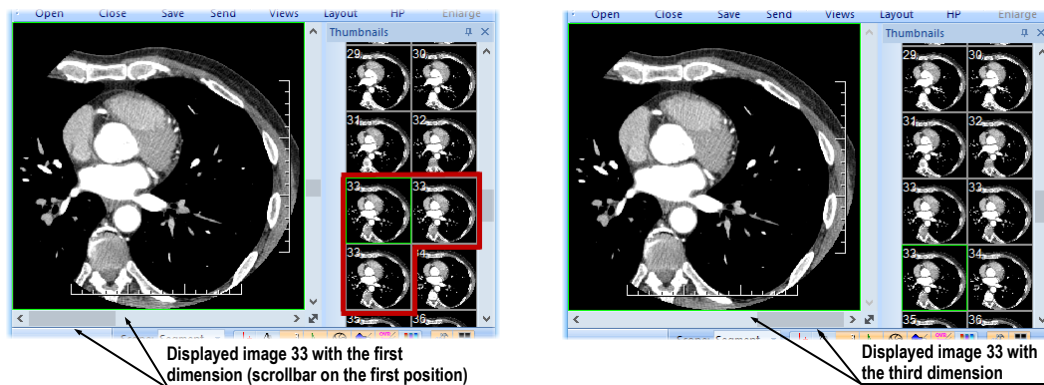 Open Close Save Send Views Layout HP Enlarge
Thumbnails
29 30
31 32
33 33
33 34
35 36
Displayed image 33 with the first
dimension (scrollbar on the first position)
Open Close Save Send Views Layout HP Enlarge
Thumbnails
29 30
31 32
33 33
33 34
35 36
Displayed image 33 with
the third dimension